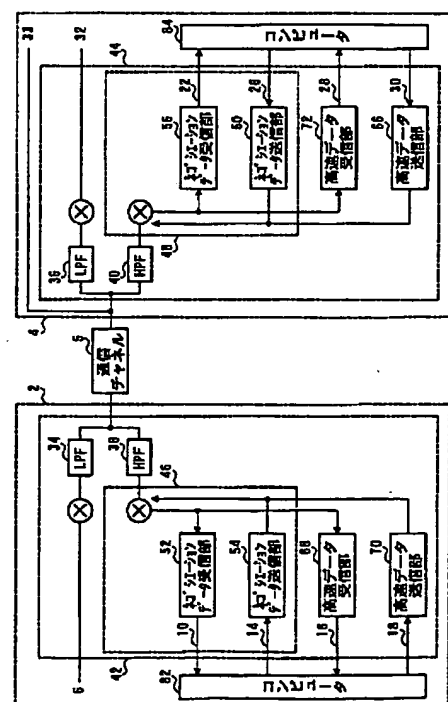 84
コンピュータ
33
32
44
22
26
28
30
56
ネゴシエーション
データ受信部
60
ネゴシエーション
データ送信部
72
高速データ
受信部
66
高速データ
送信部
36
LPF
40
HPF
48
4
5
通信
チャネル
2
34
LPF
38
HPF
46
52
ネゴシエーション
データ受信部
54
ネゴシエーション
データ送信部
68
高速データ
受信部
70
高速データ
送信部
10
14
16
18
6
42
82
コンピュータ